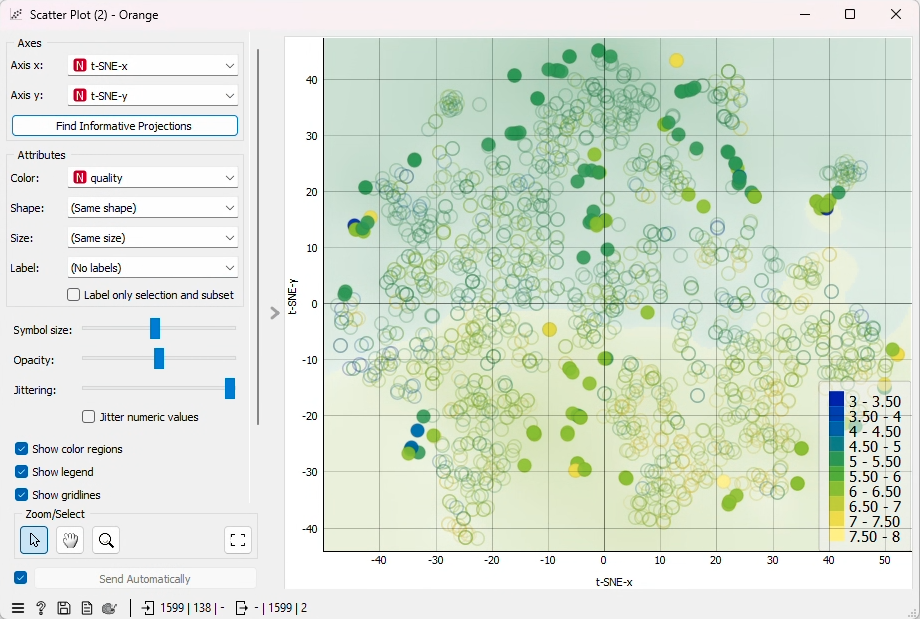 Scatter Plot (2) - Orange
Axes
Axis x: N t-SNE-x
Axis y: N t-SNE-y
Find Informative Projections
Attributes
Color: N quality
Shape: (Same shape)
Size: (Same size)
Label: (No labels)
Label only selection and subset
Symbol size:
Opacity:
Jittering:
Jitter numeric values
Show color regions
Show legend
Show gridlines
Zoom/Select
Send Automatically
? 1599 | 138 | - - | 1599 | 2
t-SNE-y
40
30
20
10
0
-10
-20
-30
-40
-40 -30 -20 -10 0 10 20 30 40 50
t-SNE-x
3 - 3.50
3.50 - 4
4 - 4.50
4.50 - 5
5 - 5.50
5.50 - 6
6 - 6.50
6.50 - 7
7 - 7.50
7.50 - 8